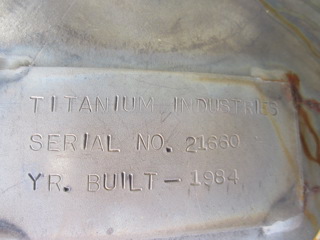 TITANIUM INDUSTRIES
SERIAL NO. 21660
YR. BUILT - 1984